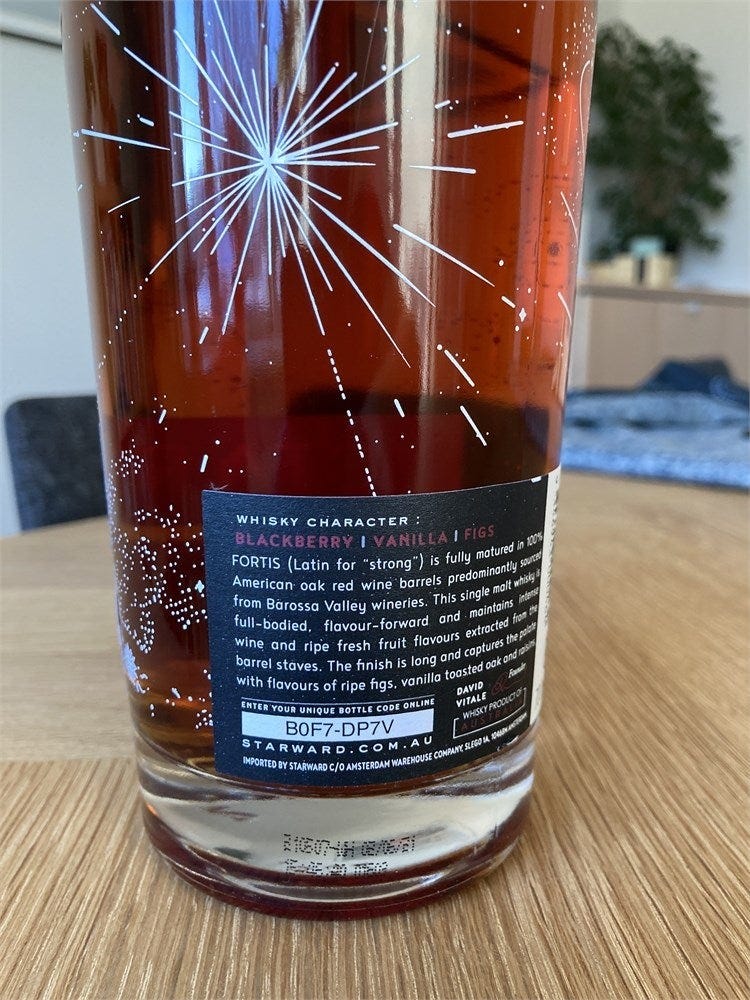 WHISKY CHARACTER :
BLACKBERRY | VANILLA | FIGS
FORTIS (Latin for "strong") is fully matured in 100%
American oak red wine barrels predominantly sourced
from Barossa Valley wineries. This single malt whisky is
full-bodied, flavour-forward and maintains intense
wine and ripe fresh fruit flavours extracted from the
barrel staves. The finish is long and captures the palate
with flavours of ripe figs, vanilla toasted oak and raisins.
DAVID
VITALE
Founder
ENTER YOUR UNIQUE BOTTLE CODE ONLINE
B0F7-DP7V
STARWARD.COM.AU
WHISKY PRODUCT OF
AUSTRALIA
IMPORTED BY STARWARD C/O AMSTERDAM WAREHOUSE COMPANY, SLEGO 1A, 1046BM AMSTERDAM